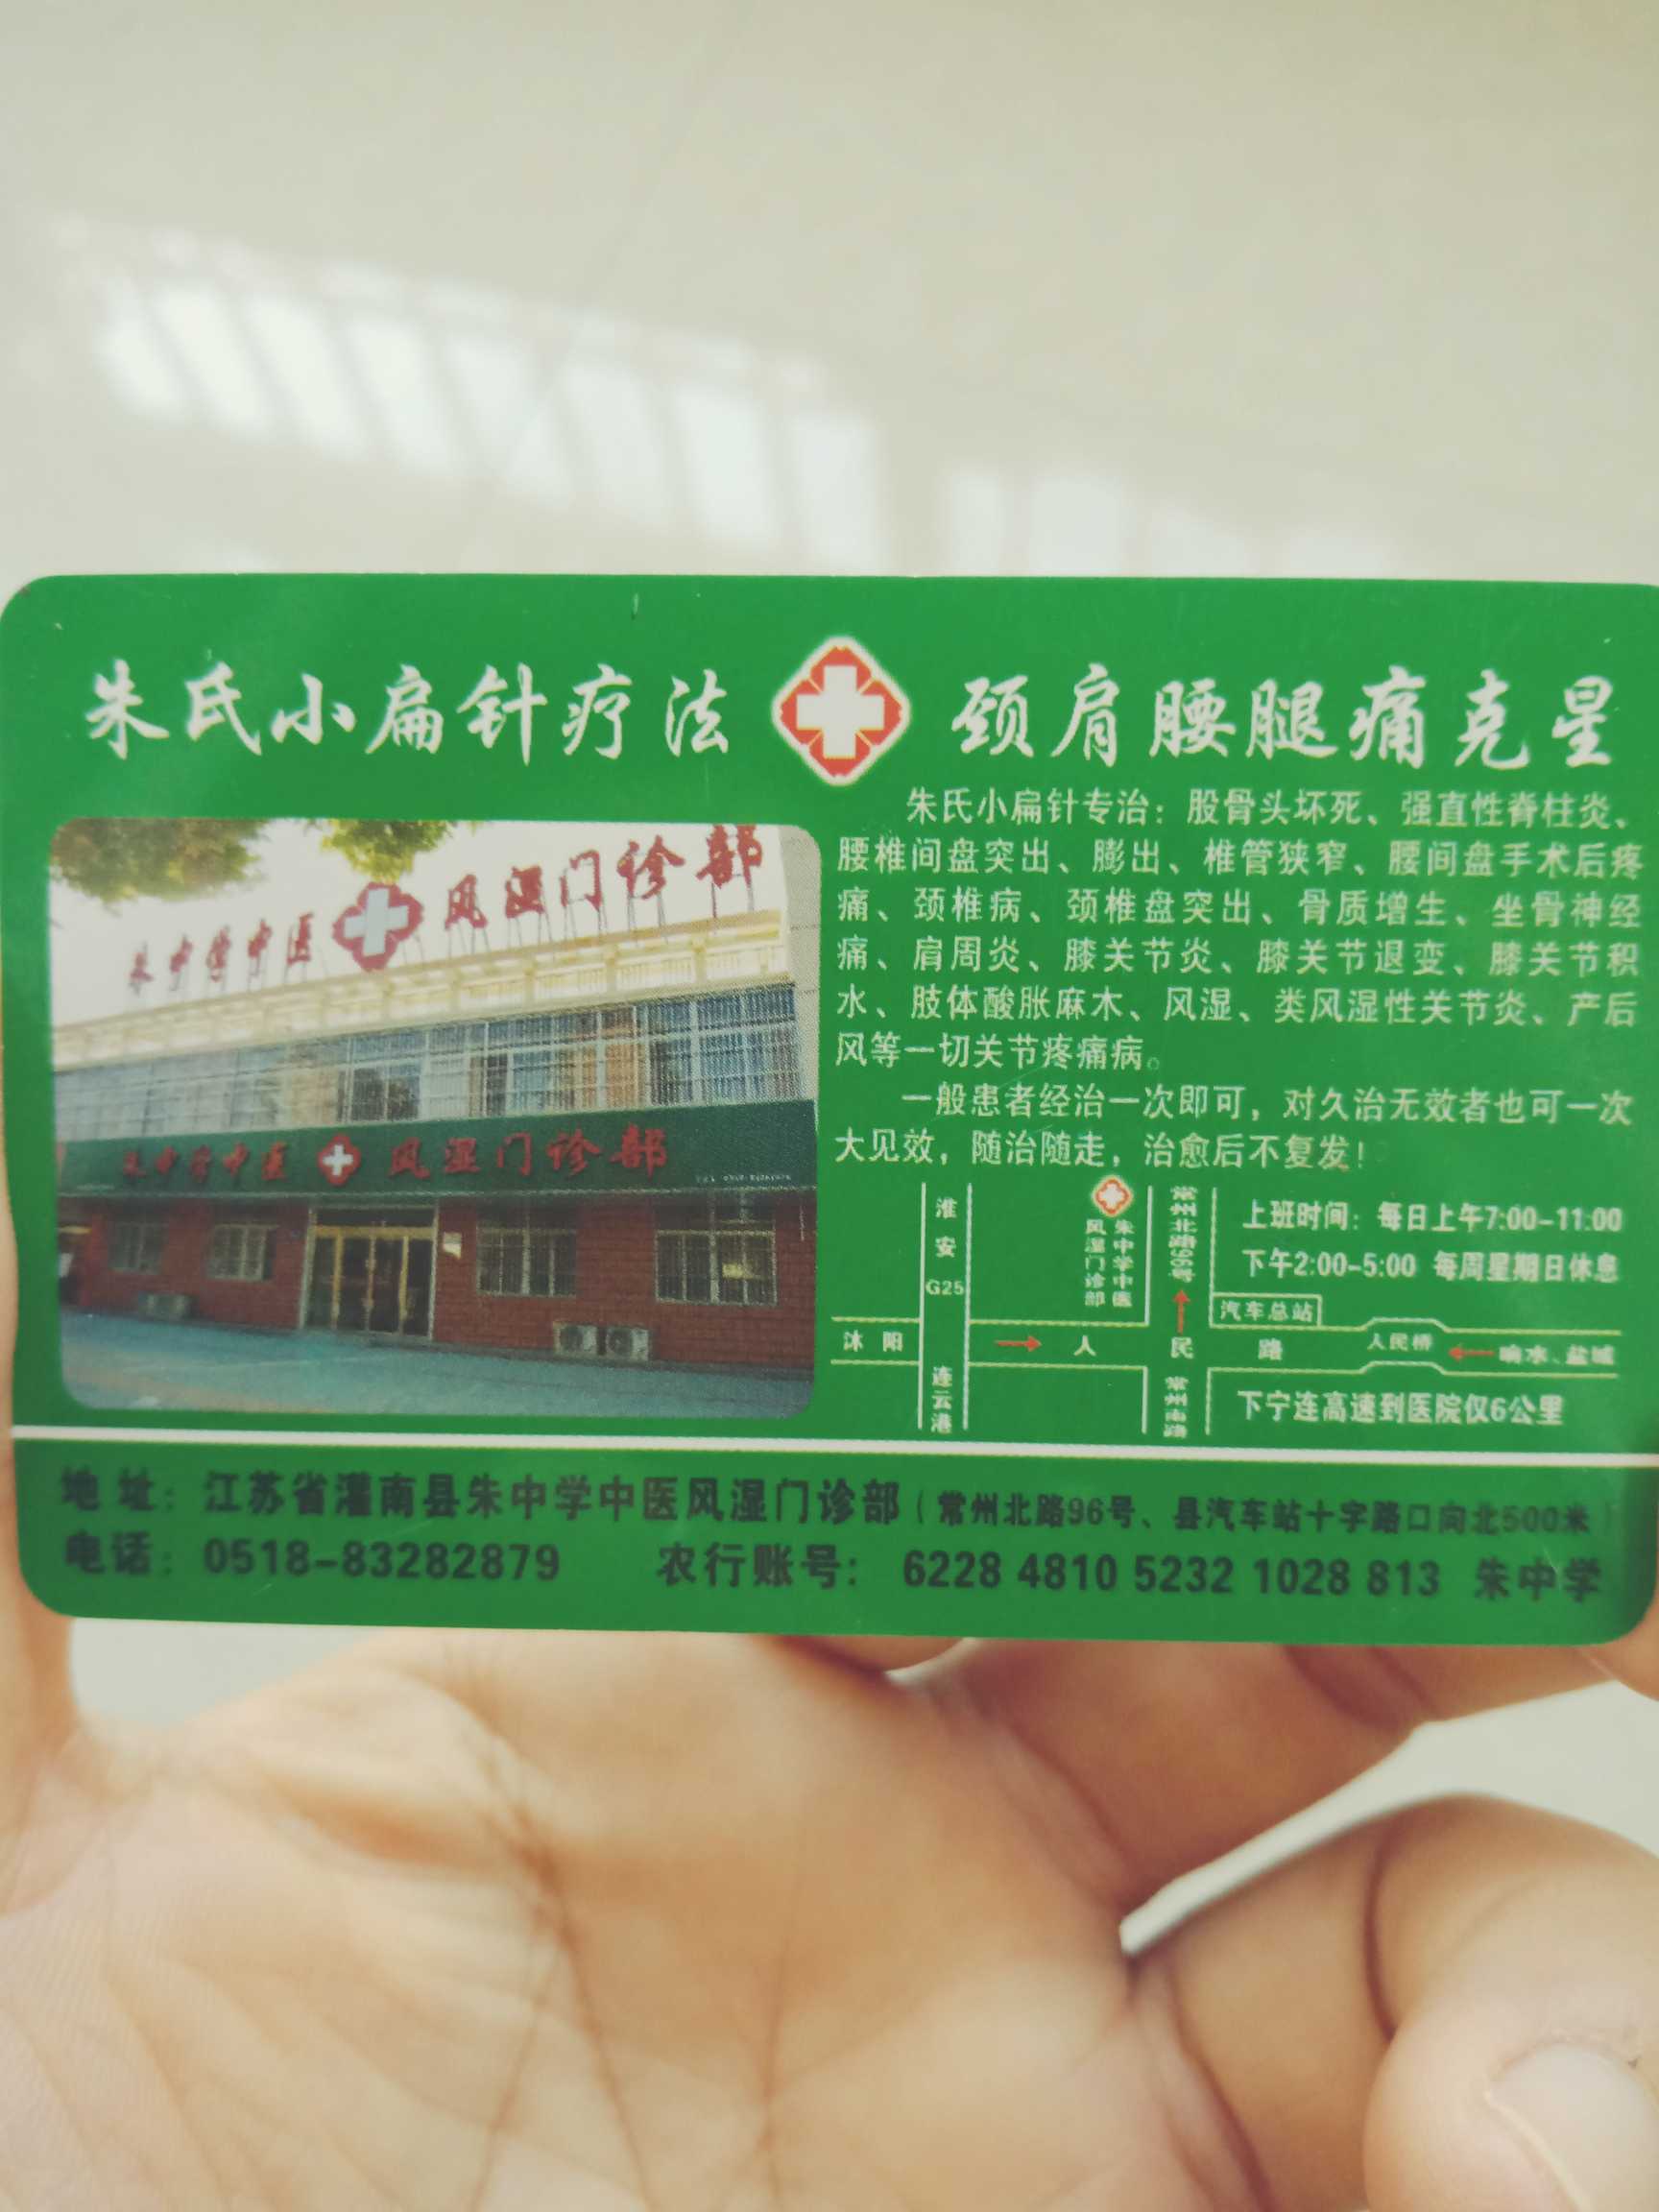 朱氏小扁针疗法 颈肩腰腿痛克星
朱中学中医 风湿门诊部
朱中学中医 风湿门诊部
朱氏小扁针专治：股骨头坏死、强直性脊柱炎、
腰椎间盘突出、膨出、椎管狭窄、腰间盘手术后疼
痛、颈椎病、颈椎盘突出、骨质增生、坐骨神经
痛、肩周炎、膝关节炎、膝关节退变、膝关节积
水、肢体酸胀麻木、风湿、类风湿性关节炎、产后
风等一切关节疼痛病。
一般患者经治一次即可，对久治无效者也可一次
大见效，随治随走，治愈后不复发！
淮安
G25
连云港
朱中学中医
风湿门诊部
常州北路96号
上班时间：每日上午7:00-11:00
下午2:00-5:00 每周星期日休息
汽车总站
沭阳
人民路
人民桥
响水、盐城
常州南路
下宁连高速到医院仅6公里
地址：江苏省灌南县朱中学中医风湿门诊部（常州北路96号、县汽车站十字路口向北500米）
电话：0518-83282879 农行账号：6228 4810 5232 1028 813 朱中学